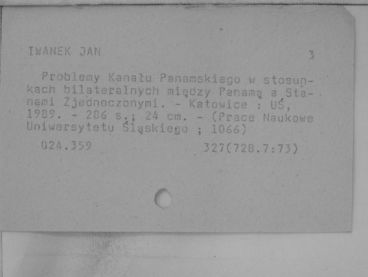 IWANEK JAN 3
Problemy Kanału Panamskiego w stosun-
kach bilateralnych między Panamą a Sta-
nami Zjednoczonymi. - Katowice : UŚ,
1989. - 206 s.; 24 cm. - (Prace Naukowe
Uniwersytetu Śląskiego ; 1066)
024.359 327(728.7:73)